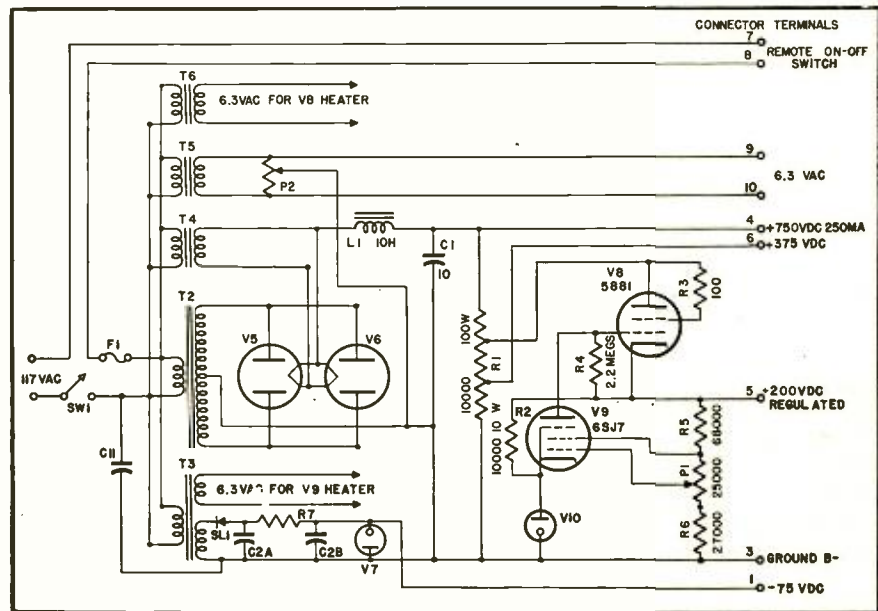 CONNECTOR TERMINALS
7
REMOTE ON-OFF
8
SWITCH
T6
6.3VAC FOR V8 HEATER
T5
P2
9
6.3 VAC
10
T4
L1 10H
C1
10
4
+750VDC 250MA
6
+375 VDC
V8
5881
R3
100
T2
V5
V6
100W
R1
10000
R4
2.2 MEGS
F1
117VAC
SW1
5
+200VDC
REGULATED
R2
10000 10 W
V9
6SJ7
R5
68000
P1
25000
R6
27000
C11
T3
6.3VAC FOR V9 HEATER
SL1
R7
C2A
C2B
V7
V10
3
GROUND B-
1
-75 VDC